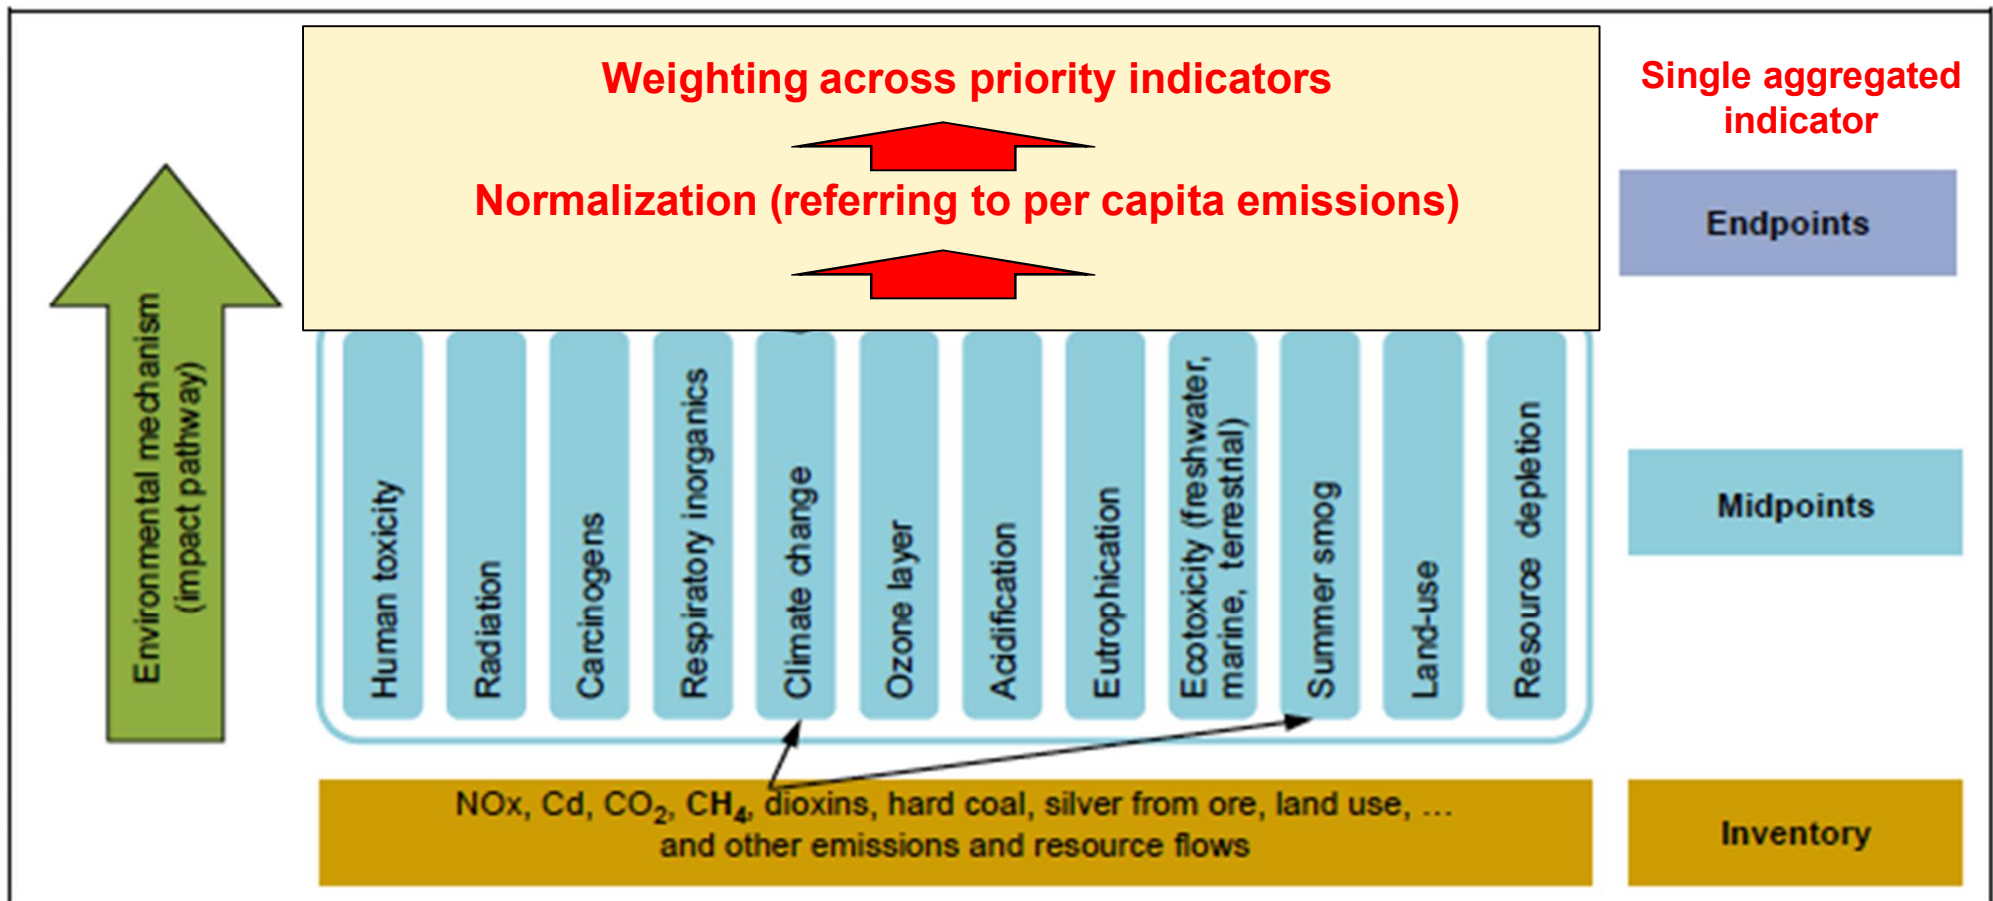 Weighting across priority indicators
Single aggregated
indicator
Normalization (referring to per capita emissions)
Endpoints
Environmental mechanism
(impact pathway)
Human toxicity
Radiation
Carcinogens
Respiratory inorganics
Climate change
Ozone layer
Acidification
Eutrophication
Ecotoxicity (freshwater,
marine, terrestrial)
Summer smog
Land-use
Resource depletion
Midpoints
NOx, Cd, CO₂, CH₄, dioxins, hard coal, silver from ore, land use, ...
and other emissions and resource flows
Inventory